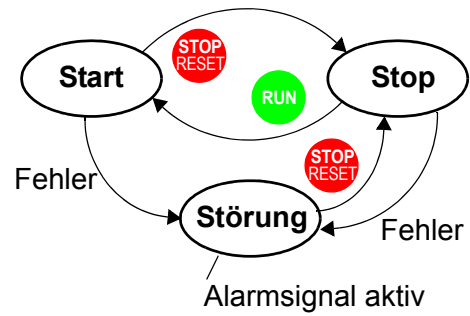 STOP
RESET
Start
Stop
RUN
STOP
RESET
Fehler
Störung
Fehler
Alarmsignal aktiv